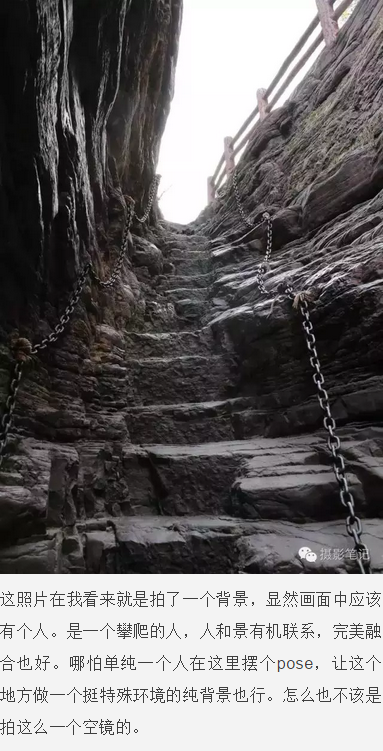 摄影笔记
这照片在我看来就是拍了一个背景，显然画面中应该
有个人。是一个攀爬的人，人和景有机联系，完美融
合也好。哪怕单纯一个人在这里摆个pose，让这个
地方做一个挺特殊环境的纯背景也行。怎么也不该是
拍这么一个空镜的。